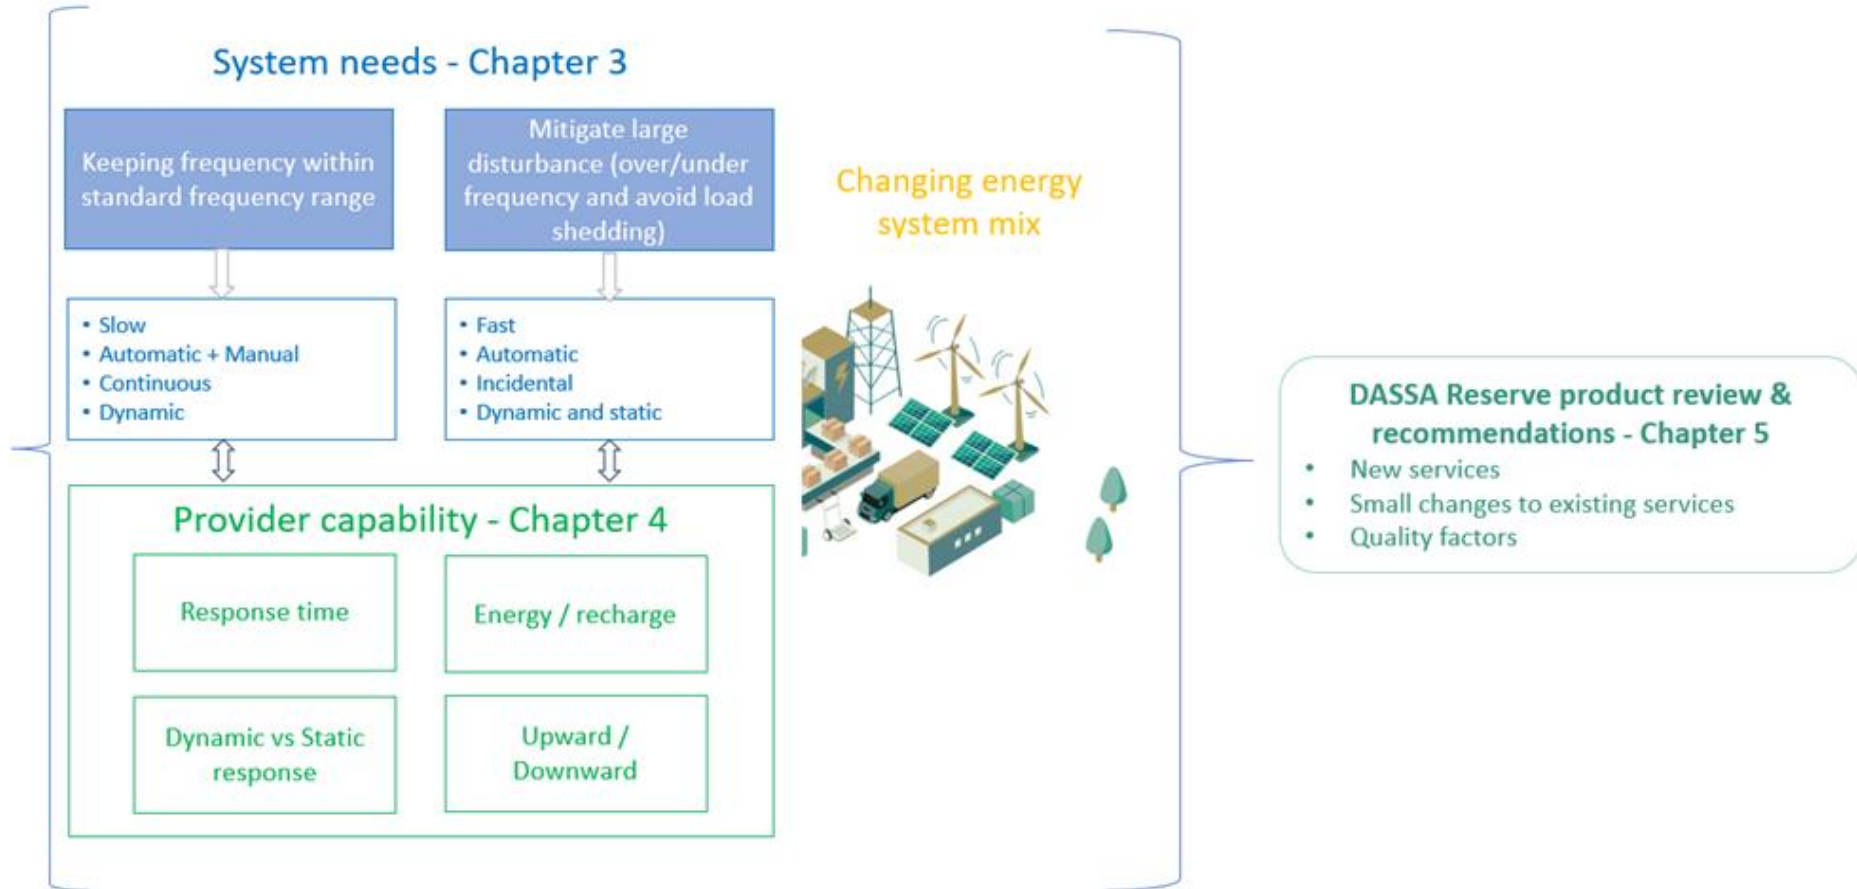 System needs - Chapter 3
Keeping frequency within
standard frequency range
Mitigate large
disturbance (over/under
frequency and avoid load
shedding)
• Slow
• Automatic + Manual
• Continuous
• Dynamic
• Fast
• Automatic
• Incidental
• Dynamic and static
Provider capability - Chapter 4
Response time
Energy / recharge
Dynamic vs Static
response
Upward /
Downward
Changing energy
system mix
DASSA Reserve product review &
recommendations - Chapter 5
• New services
• Small changes to existing services
• Quality factors